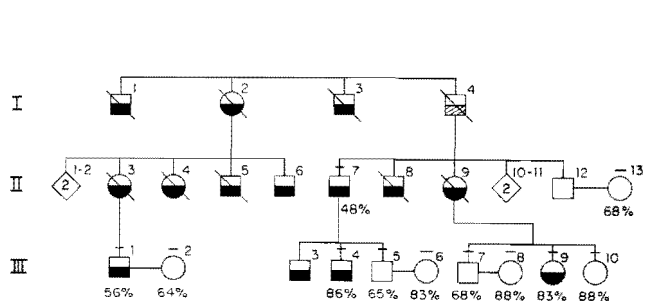 I 1 2 3 4
II 2 1-2 3 4 5 6 7 8 9 2 10-11 12 13
48% 68%
III 1 2 3 4 5 6 7 8 9 10
56% 64% 86% 65% 83% 68% 88% 83% 88%